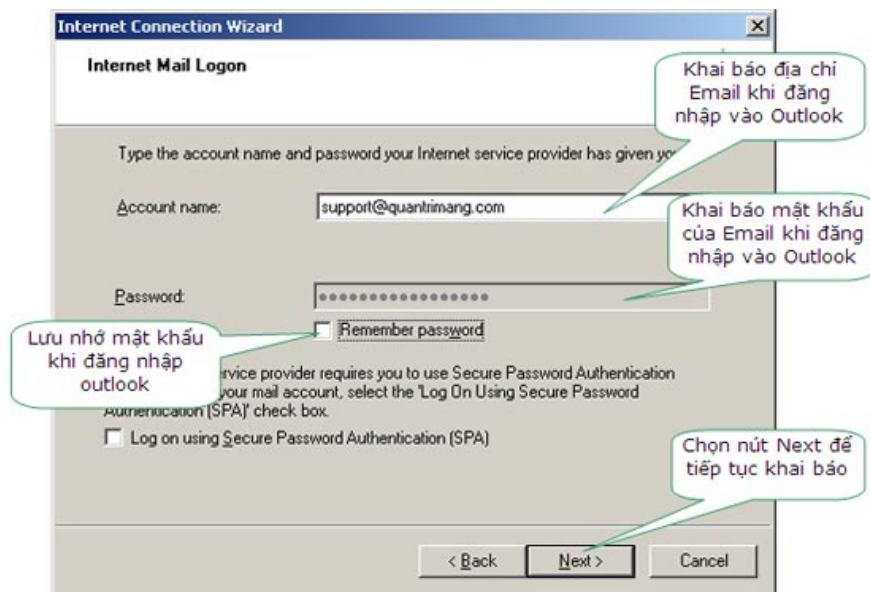 Internet Connection Wizard
Internet Mail Logon
Khai báo địa chỉ
Email khi đăng
nhập vào Outlook
Type the account name and password your Internet service provider has given
Account name:
support@quantrimang.com
Khai báo mật khẩu
của Email khi đăng
nhập vào Outlook
Password:
Remember password
Lưu nhớ mật khẩu
khi đăng nhập
outlook
service provider requires you to use Secure Password Authentication
your mail account, select the 'Log On Using Secure Password
Authentication (SPA)' check box.
Log on using Secure Password Authentication (SPA)
Chọn nút Next để
tiếp tục khai báo
< Back
Next >
Cancel